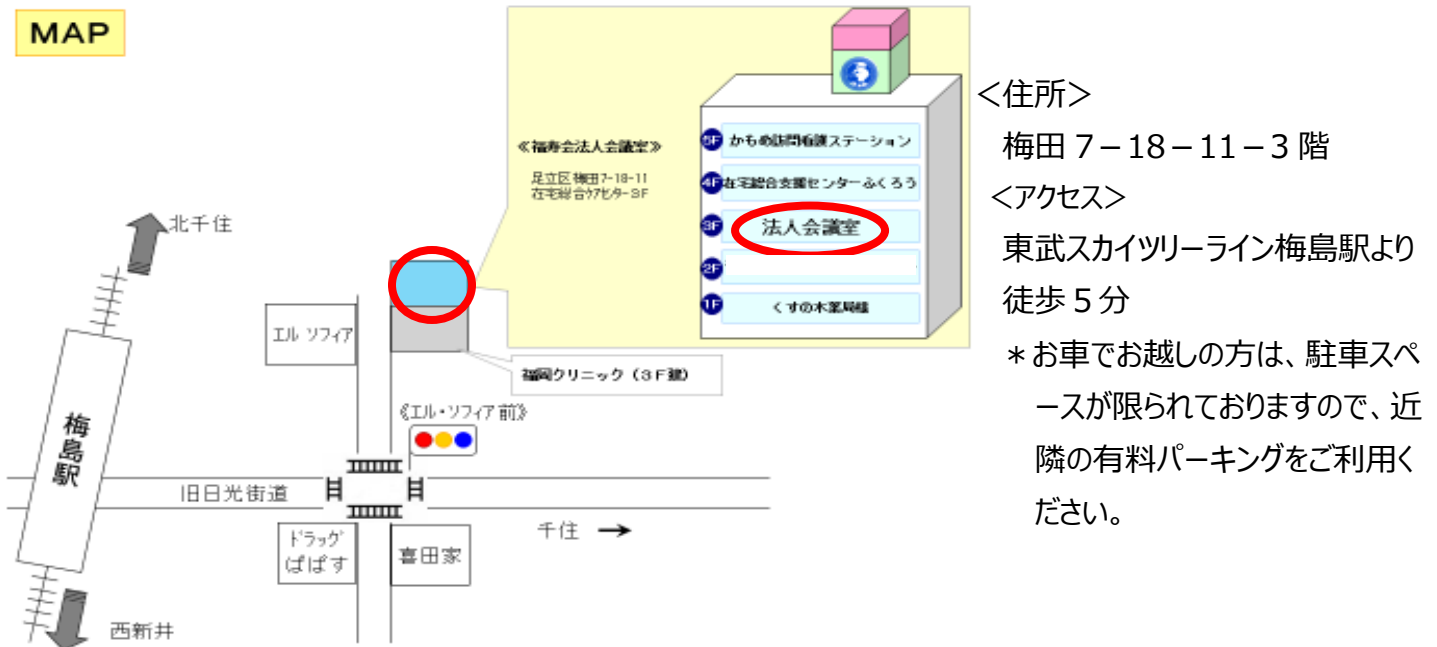 MAP
≪福寿会法人会議室≫
足立区梅田7-18-11
在宅総合ケアセンター3F
5F かもめ訪問看護ステーション
4F 在宅総合支援センターふくろう
3F 法人会議室
2F
1F くすの木薬局様
北千住
エル ソフィア
福岡クリニック（３Ｆ建）
《エル・ソフィア前》
梅島駅
旧日光街道
千住 →
ドラッグ
ぱぱす
喜田家
西新井
＜住所＞
梅田 7－18－11－3 階
＜アクセス＞
東武スカイツリーライン梅島駅より
徒歩 5 分
＊お車でお越しの方は、駐車スペ
ースが限られておりますので、近
隣の有料パーキングをご利用く
ださい。